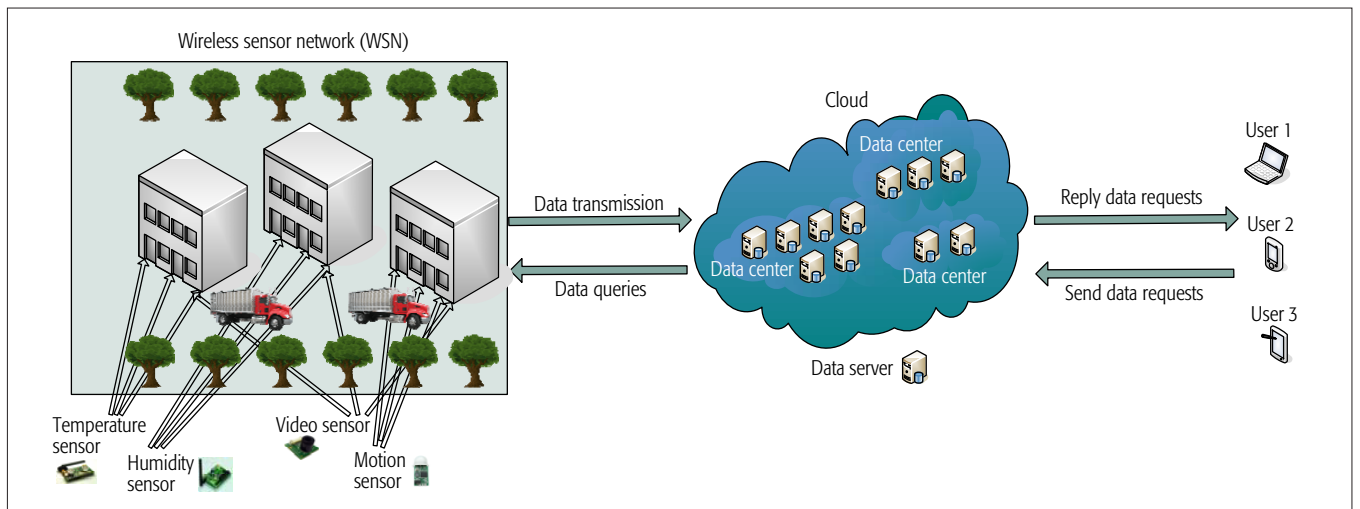 Wireless sensor network (WSN)
Cloud
Data center
Data center
Data center
Data server
Data transmission
Data queries
Reply data requests
Send data requests
User 1
User 2
User 3
Temperature
sensor
Humidity
sensor
Video sensor
Motion
sensor